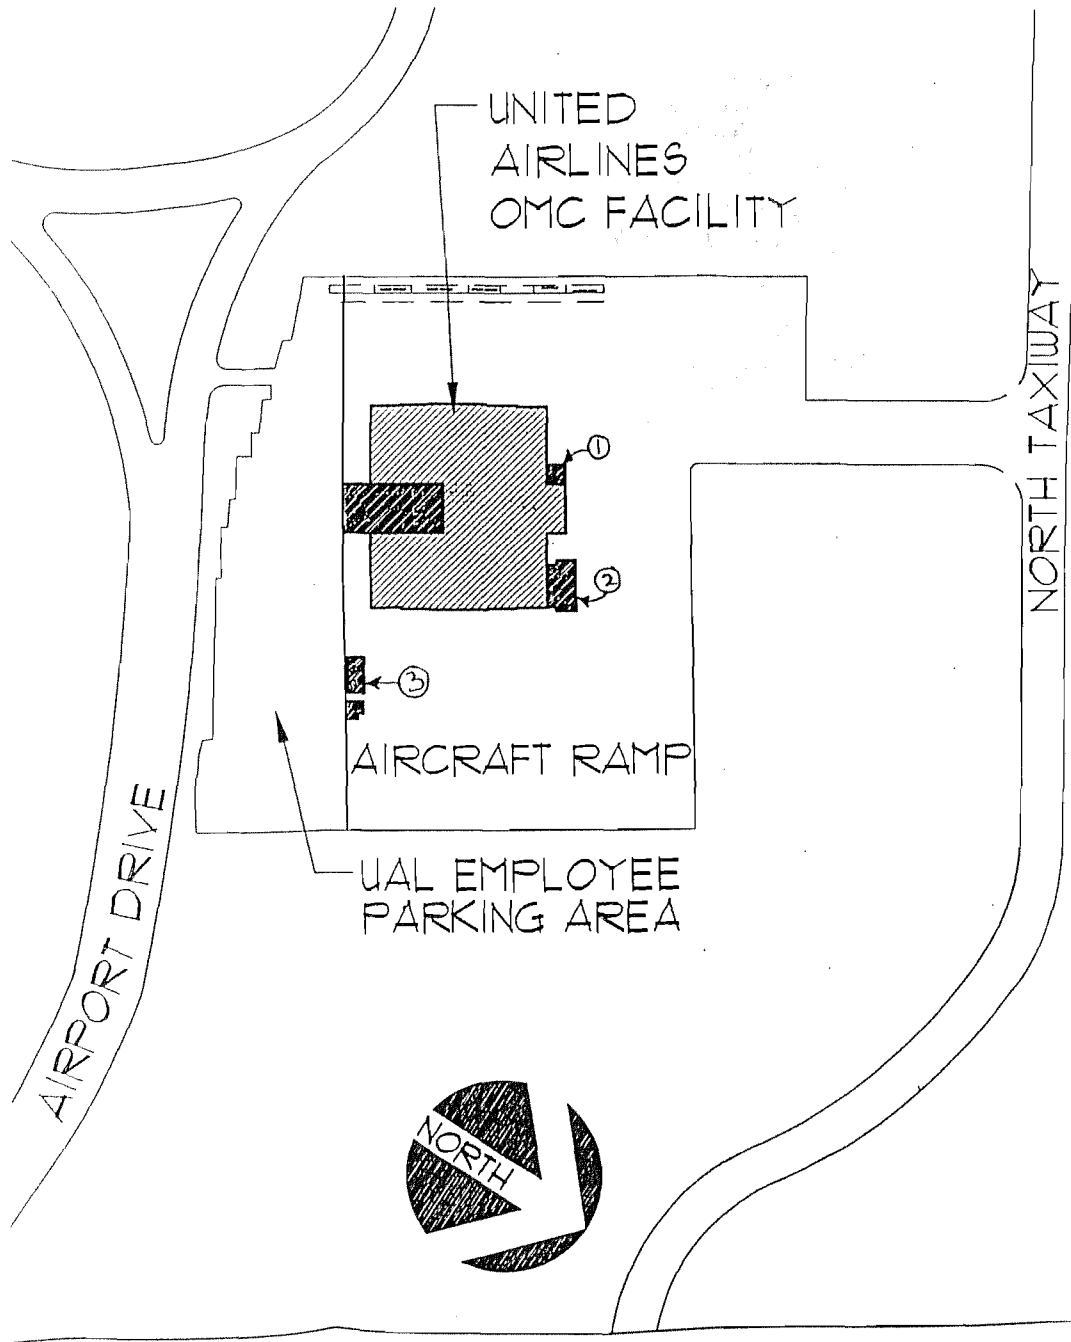 UNITED
AIRLINES
OMC FACILITY
NORTH TAXIWAY
①
②
③
AIRCRAFT RAMP
UAL EMPLOYEE
PARKING AREA
AIRPORT DRIVE
NORTH